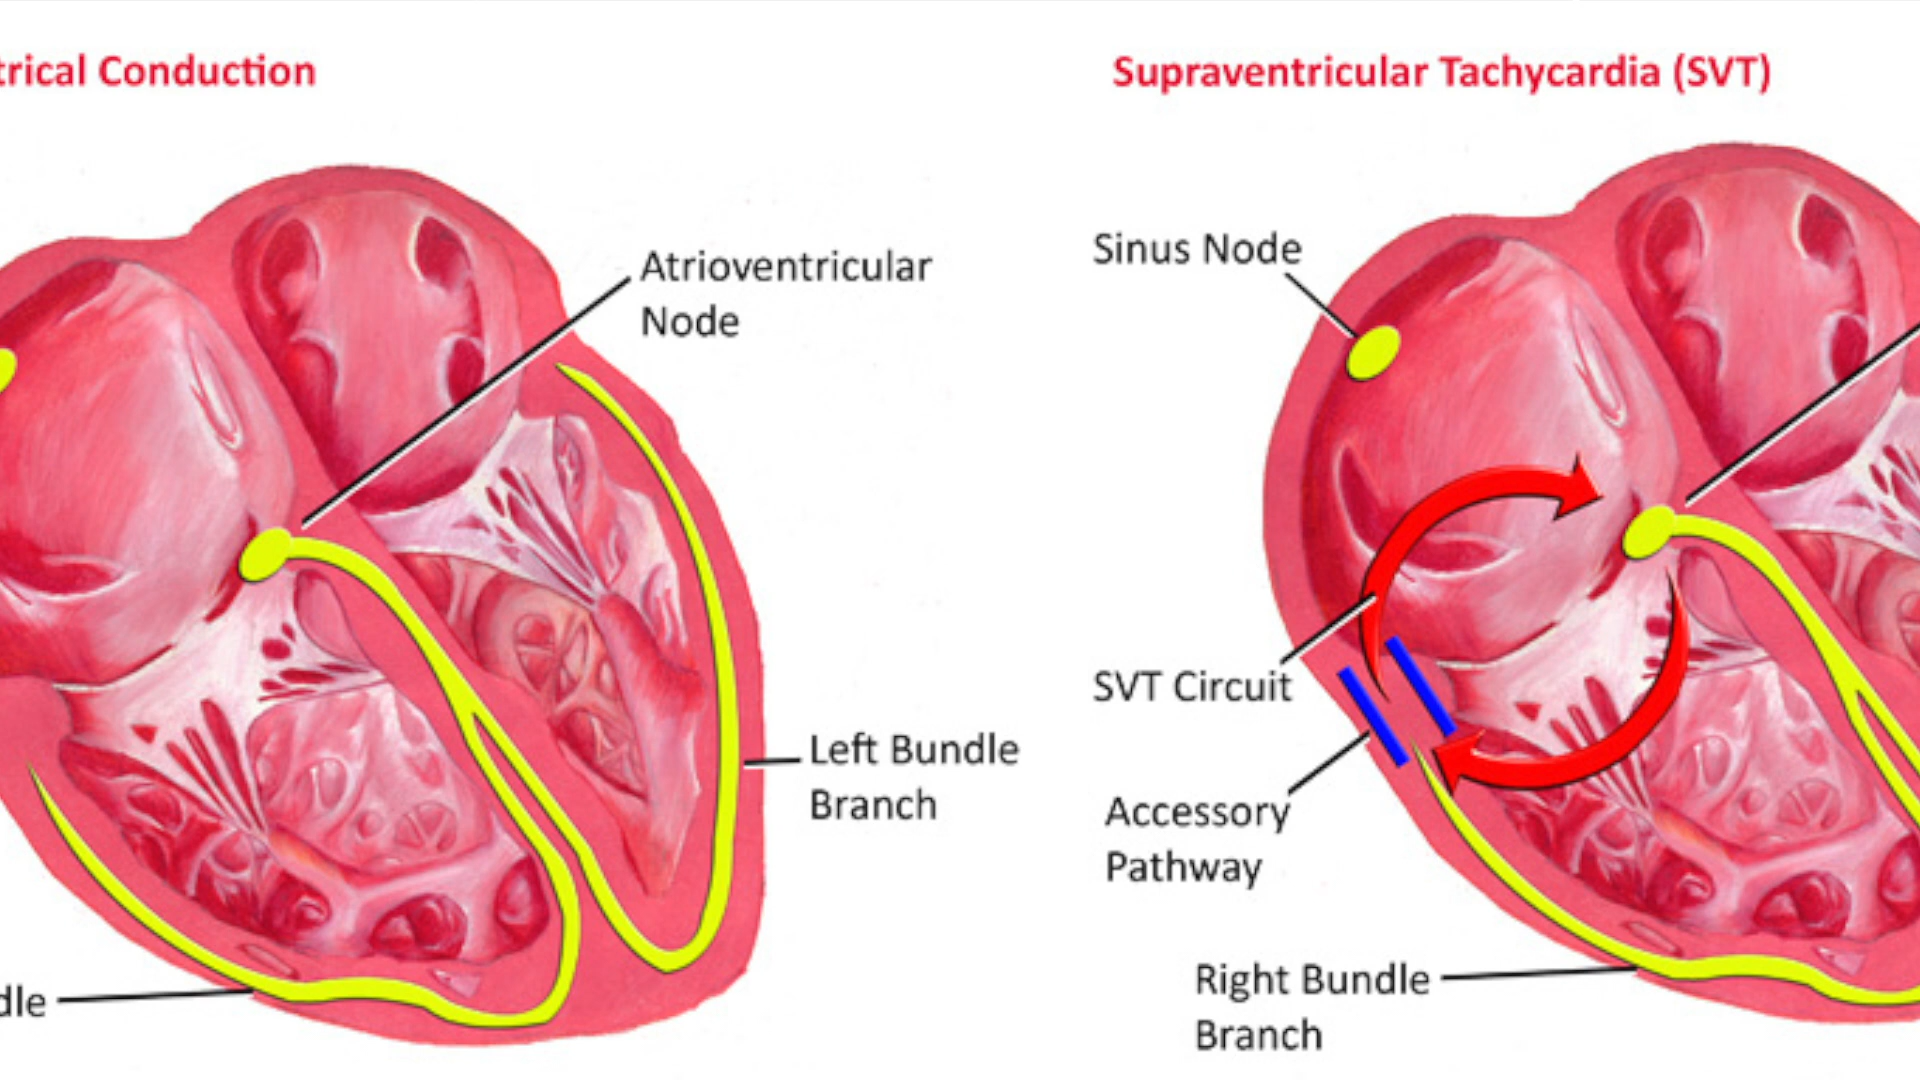 trical Conduction
Atrioventricular
Node
Left Bundle
Branch
dle
Supraventricular Tachycardia (SVT)
Sinus Node
SVT Circuit
Accessory
Pathway
Right Bundle
Branch